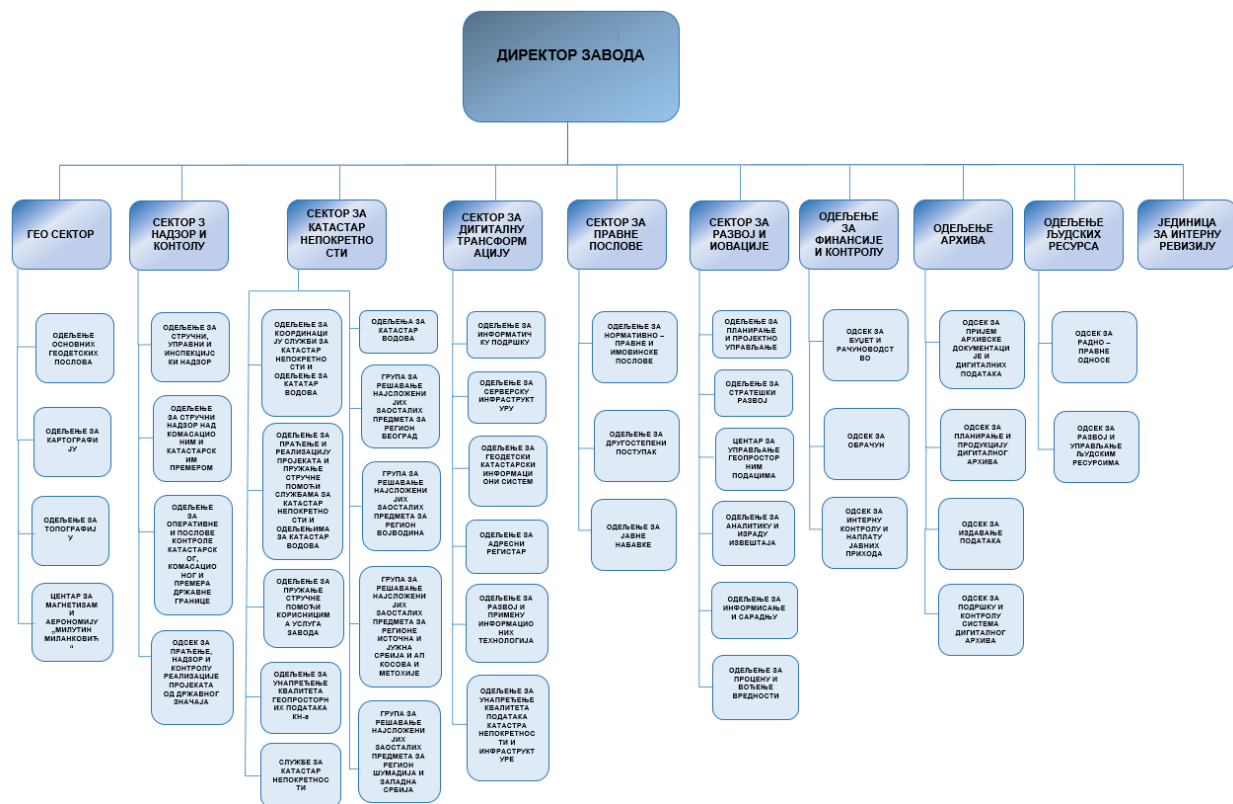 ДИРЕКТОР ЗАВОДА
ГЕО СЕКТОР
ОДЕЉЕЊЕ
ОСНОВНИХ
ГЕОДЕТСКИХ
ПОСЛОВА
ОДЕЉЕЊЕ ЗА
КАРТОГРАФИ
ЈУ
ОДЕЉЕЊЕ ЗА
ТОПОГРАФИЈ
У
ЦЕНТАР ЗА
МАГНЕТИЗАМ И
АЕРОНОМИЈУ
„МИЛУТИН
МИЛАНКОВИЋ
“
СЕКТОР З
НАДЗОР И
КОНТОЛУ
ОДЕЉЕЊЕ ЗА
СТРУЧНИ,
УПРАВНИ И
ИНСПЕКЦИЈС
КИ НАДЗОР
ОДЕЉЕЊЕ
ЗА СТРУЧНИ
НАДЗОР НАД
КОМАСАЦИО
НИМ И
КАТАСТАРСК
ИМ
ПРЕМЕРОМ
ОДЕЉЕЊЕ
ЗА
ОПЕРАТИВНЕ
И ПОСЛОВЕ
КОНТРОЛЕ
КАТАСТАРСК
ОГ,
КОМАСАЦИО
НОГ И
ПРЕМЕРА
ДРЖАВНЕ
ГРАНИЦЕ
ОДСЕК ЗА
ПРАЋЕЊЕ,
НАДЗОР И
КОНТРОЛУ
РЕАЛИЗАЦИЈЕ
ПРОЈЕКАТА
ОД ДРЖАВНОГ
ЗНАЧАЈА
СЕКТОР ЗА
КАТАСТАР
НЕПОКРЕТНО
СТИ
ОДЕЉЕЊЕ ЗА
КООРДИНАЦИ
ЈУ СЛУЖБИ ЗА
КАТАСТАР
НЕПОКРЕТНО
СТИ И
ОДЕЉЕЊЕ ЗА
КАТАТАР
ВОДОВА
ОДЕЉЕЊЕ ЗА
ПРАЋЕЊЕ И
РЕАЛИЗАЦИЈУ
ПРОЈЕКАТА И
ПРУЖАЊЕ
СТРУЧНЕ
ПОМОЋИ
СЛУЖБАМА ЗА
КАТАСТАР
НЕПОКРЕТНО
СТИ И
ОДЕЉЕЊИМА
ЗА КАТАСТАР
ВОДОВА
ОДЕЉЕЊЕ ЗА
ПРУЖАЊЕ
СТРУЧНЕ
ПОМОЋИ
КОРИСНИЦИМ
А УСЛУГА
ЗАВОДА
ОДЕЉЕЊЕ ЗА
УНАПРЕЂЕЊЕ
КВАЛИТЕТА
ГЕОПРОСТОРН
ИХ ПОДАТАКА
КН-а
СЛУЖБЕ ЗА
КАТАСТАР
НЕПОКРЕТНОС
ТИ
ОДЕЉЕЊА ЗА
КАТАСТАР
ВОДОВА
ГРУПА ЗА
РЕШАВАЊЕ
НАЈСЛОЖЕНИ
ЈИХ
ЗАОСТАЛИХ
ПРЕДМЕТА ЗА
РЕГИОН
БЕОГРАД
ГРУПА ЗА
РЕШАВАЊЕ
НАЈСЛОЖЕНИ
ЈИХ
ЗАОСТАЛИХ
ПРЕДМЕТА ЗА
РЕГИОН
ВОЈВОДИНА
ГРУПА ЗА
РЕШАВАЊЕ
НАЈСЛОЖЕНИ
ЈИХ
ЗАОСТАЛИХ
ПРЕДМЕТА ЗА
РЕГИОНЕ
ИСТОЧНА И
ЈУЖНА
СРБИЈА И АП
КОСОВА И
МЕТОХИЈЕ
ГРУПА ЗА
РЕШАВАЊЕ
НАЈСЛОЖЕНИ
ЈИХ
ЗАОСТАЛИХ
ПРЕДМЕТА ЗА
РЕГИОН
ШУМАДИЈА И
ЗАПАДНА
СРБИЈА
СЕКТОР ЗА
ДИГИТАЛНУ
ТРАНСФОРМ
АЦИЈУ
ОДЕЉЕЊЕ ЗА
ИНФОРМАТИЧ
КУ ПОДРШКУ
ОДЕЉЕЊЕ ЗА
СЕРВЕРСКУ
ИНФРАСТРУКТ
УРУ
ОДЕЉЕЊЕ ЗА
ГЕОДЕТСКИ
КАТАСТАРСКИ
ИНФОРМАЦИ
ОНИ СИСТЕМ
ОДЕЉЕЊЕ ЗА
АДРЕСНИ
РЕГИСТАР
ОДЕЉЕЊЕ ЗА
РАЗВОЈ И
ПРИМЕНУ
ИНФОРМАЦИО
НИХ
ТЕХНОЛОГИЈА
ОДЕЉЕЊЕ ЗА
УНАПРЕЂЕЊЕ
КВАЛИТЕТА
ПОДАТАКА
КАТАСТРА
НЕПОКРЕТНО
СТИ И
ИНФРАСТРУКТ
УРЕ
СЕКТОР ЗА
ПРАВНЕ
ПОСЛОВЕ
ОДЕЉЕЊЕ ЗА
НОРМАТИВНО –
ПРАВНЕ И
ИМОВИНСКЕ
ПОСЛОВЕ
ОДЕЉЕЊЕ ЗА
ДРУГОСТЕПЕНИ
ПОСТУПАК
ОДЕЉЕЊЕ ЗА
ЈАВНЕ
НАБАВКЕ
СЕКТОР ЗА
РАЗВОЈ И
ИОВАЦИЈЕ
ОДЕЉЕЊЕ ЗА
ПЛАНИРАЊЕ И
ПРОЈЕКТНО
УПРАВЉАЊЕ
ОДЕЉЕЊЕ ЗА
СТРАТЕШКИ
РАЗВОЈ
ЦЕНТАР ЗА
УПРАВЉАЊЕ
ГЕОПРОСТОР
НИМ
ПОДАЦИМА
ОДЕЉЕЊЕ ЗА
АНАЛИТИКУ И
ИЗРАДУ
ИЗВЕШТАЈА
ОДЕЉЕЊЕ ЗА
ИНФОРМИСАЊЕ
И САРАДЊУ
ОДЕЉЕЊЕ ЗА
ПРОЦЕНУ И
ВОЂЕЊЕ
ВРЕДНОСТИ
ОДЕЉЕЊЕ
ЗА
ФИНАНСИЈЕ
И КОНТРОЛУ
ОДСЕК ЗА
БУЏЕТ И
РАЧУНОВОДСТ
ВО
ОДСЕК ЗА
ОБРАЧУН
ОДСЕК ЗА
ИНТЕРНУ
КОНТРОЛУ И
НАПЛАТУ
ЈАВНИХ
ПРИХОДА
ОДЕЉЕЊЕ
АРХИВА
ОДСЕК ЗА
ПРИЈЕМ
АРХИВСКЕ
ДОКУМЕНТАЦИ
ЈЕ И
ДИГИТАЛНИХ
ПОДАТАКА
ОДСЕК ЗА
ПЛАНИРАЊЕ И
ПРОДУКЦИЈУ
ДИГИТАЛНОГ
АРХИВА
ОДСЕК ЗА
ИЗДАВАЊЕ
ПОДАТАКА
ОДСЕК ЗА
ПОДРШКУ И
КОНТРОЛУ
СИСТЕМА
ДИГИТАЛНОГ
АРХИВА
ОДЕЉЕЊЕ
ЉУДСКИХ
РЕСУРСА
ОДСЕК ЗА
РАДНО –
ПРАВНЕ
ОДНОСЕ
ОДСЕК ЗА
РАЗВОЈ И
УПРАВЉАЊЕ
ЉУДСКИМ
РЕСУРСИМА
ЈЕДИНИЦА
ЗА ИНТЕРНУ
РЕВИЗИЈУ